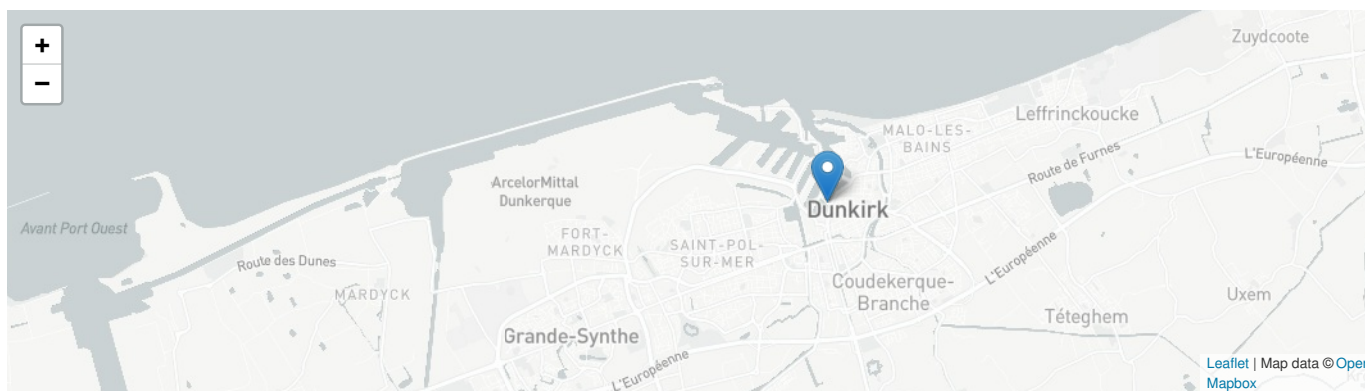 +
−
Zuydcoote
Leffrinckoucke
MALO-LES-
BAINS
L'Européenne
Route de Furnes
ArcelorMittal
Dunkerque
Dunkirk
Avant Port Ouest
FORT-
MARDYCK
SAINT-POL-
SUR-MER
Route des Dunes
L'Européenne
MARDYCK
Coudekerque-
Branche
Uxem
Téteghem
Grande-Synthe
L'Européenne
Leaflet | Map data © Open
Mapbox